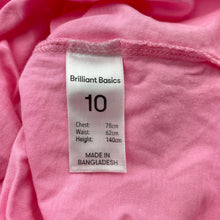 Brilliant Basics
10
Chest: 75cm
Waist: 62cm
Height: 140cm
MADE IN
BANGLADESH